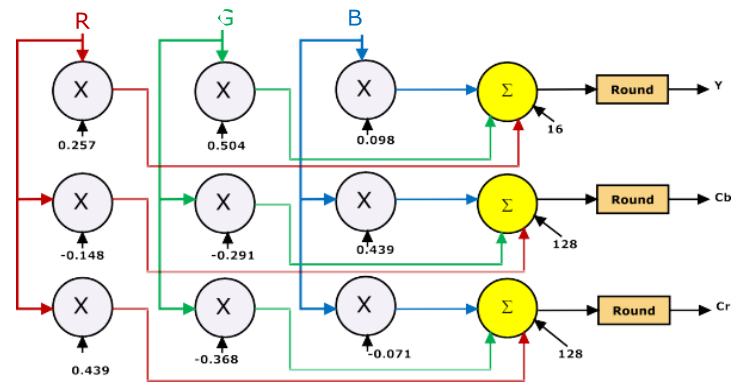 R G B
X X X Σ Round Y
0.257 0.504 0.098 16
X X X Σ Round Cb
-0.148 -0.291 0.439 128
X X X Σ Round Cr
0.439 -0.368 -0.071 128